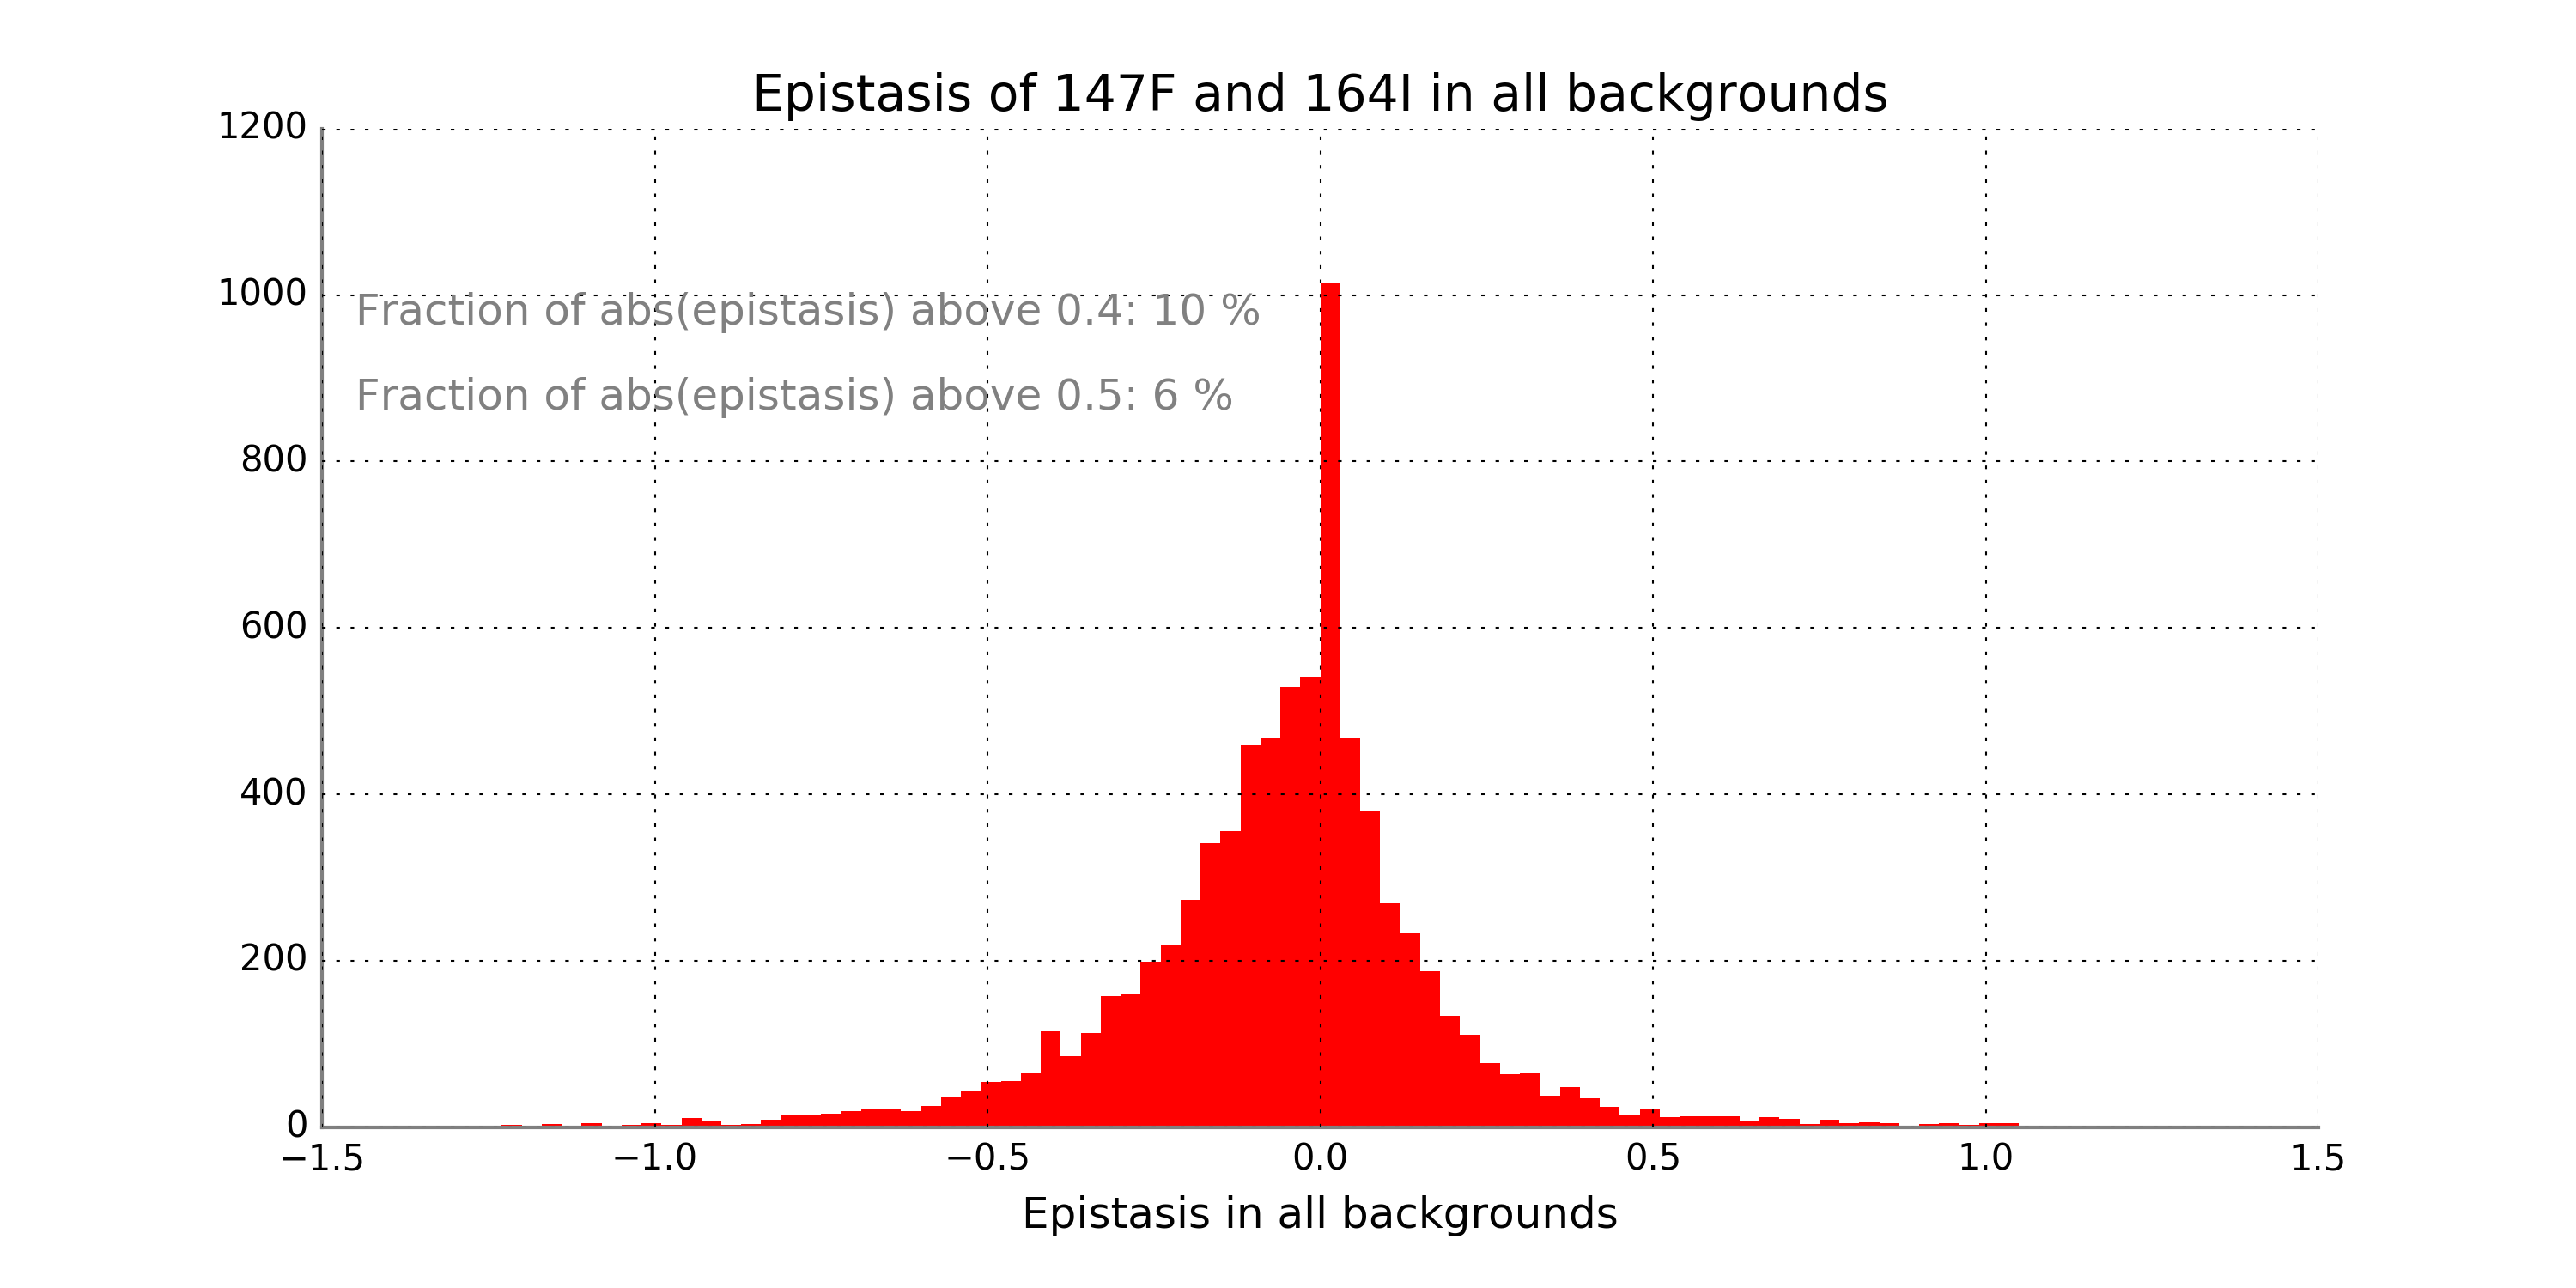 Epistasis of 147F and 164I in all backgrounds
1200
1000
Fraction of abs(epistasis) above 0.4: 10 %
Fraction of abs(epistasis) above 0.5: 6 %
800
600
400
200
0
−1.5 −1.0 −0.5 0.0 0.5 1.0 1.5
Epistasis in all backgrounds